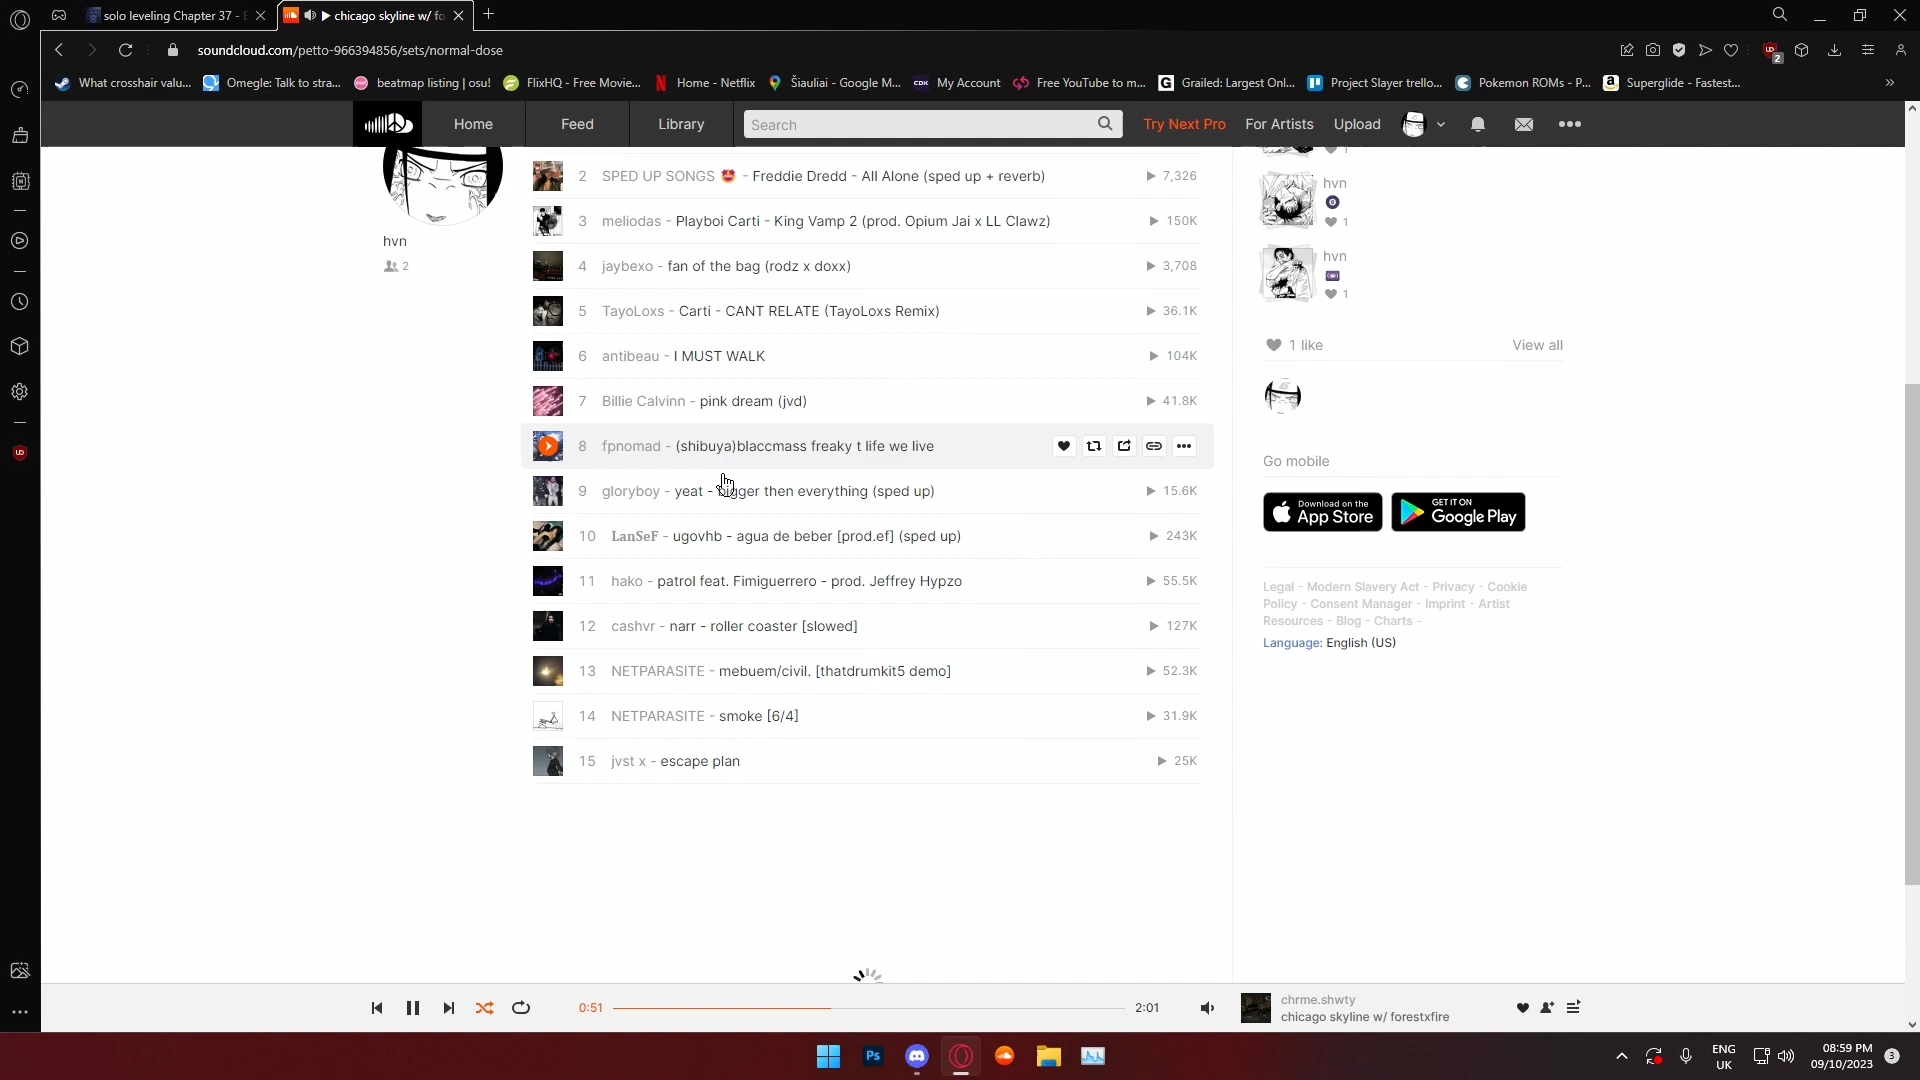 solo leveling Chapter 37 -
▶ chicago skyline w/ fo
soundcloud.com/petto-966394856/sets/normal-dose
2
What crosshair valu...
Omegle: Talk to stra...
beatmap listing | osu!
FlixHQ - Free Movie...
Home - Netflix
Šiauliai - Google M...
CDK My Account
Free YouTube to m...
G Grailed: Largest Onl...
Project Slayer trello...
Pokemon ROMs - P...
Superglide - Fastest...
Home
Feed
Library
Search
Try Next Pro
For Artists
Upload
hvn
2
2 SPED UP SONGS 🤩 - Freddie Dredd - All Alone (sped up + reverb) 7,326
3 meliodas - Playboi Carti - King Vamp 2 (prod. Opium Jai x LL Clawz) 150K
4 jaybexo - fan of the bag (rodz x doxx) 3,708
5 TayoLoxs - Carti - CANT RELATE (TayoLoxs Remix) 36.1K
6 antibeau - I MUST WALK 104K
7 Billie Calvinn - pink dream (jvd) 41.8K
8 fpnomad - (shibuya)blaccmass freaky t life we live
9 gloryboy - yeat - bigger then everything (sped up) 15.6K
10 LanSeF - ugovhb - agua de beber [prod.ef] (sped up) 243K
11 hako - patrol feat. Fimiguerrero - prod. Jeffrey Hypzo 55.5K
12 cashvr - narr - roller coaster [slowed] 127K
13 NETPARASITE - mebuem/civil. [thatdrumkit5 demo] 52.3K
14 NETPARASITE - smoke [6/4] 31.9K
15 jvst x - escape plan 25K
1
hvn
1
hvn
1
1 like View all
Go mobile
Download on the
App Store
GET IT ON
Google Play
Legal - Modern Slavery Act - Privacy - Cookie
Policy - Consent Manager - Imprint - Artist
Resources - Blog - Charts -
Language: English (US)
0:51
2:01
chrme.shwty
chicago skyline w/ forestxfire
Ps
ENG
UK
08:59 PM
09/10/2023
3